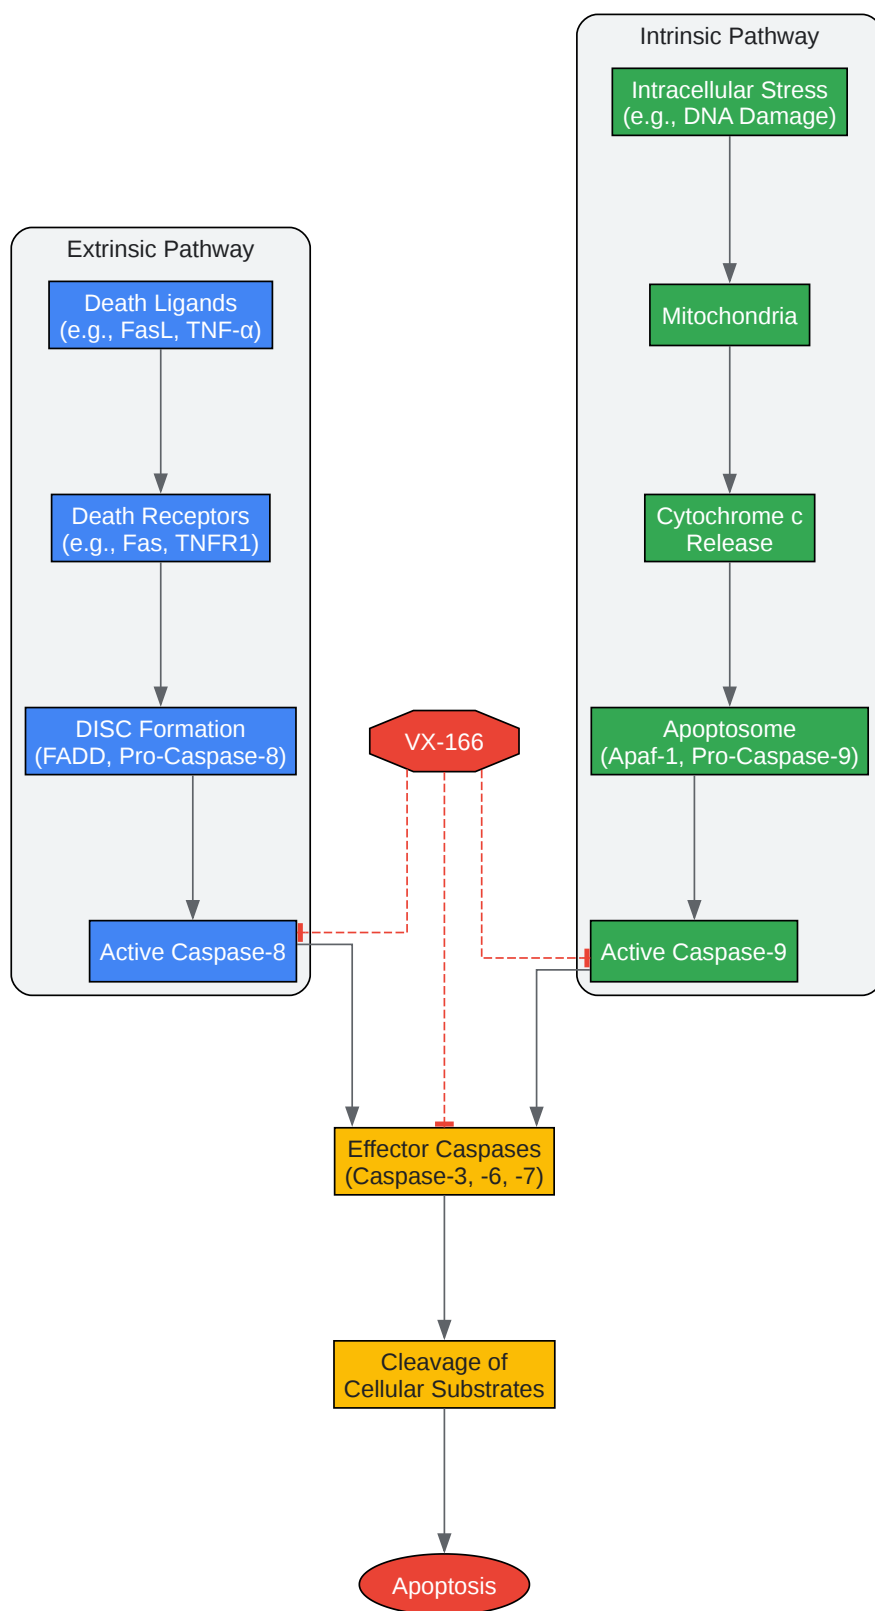 Intrinsic Pathway
Intracellular Stress
(e.g., DNA Damage)
Extrinsic Pathway
Death Ligands
(e.g., FasL, TNF-α)
Mitochondria
Death Receptors
(e.g., Fas, TNFR1)
Cytochrome c
Release
DISC Formation
(FADD, Pro-Caspase-8)
VX-166
Apoptosome
(Apaf-1, Pro-Caspase-9)
Active Caspase-8
Active Caspase-9
Effector Caspases
(Caspase-3, -6, -7)
Cleavage of
Cellular Substrates
Apoptosis